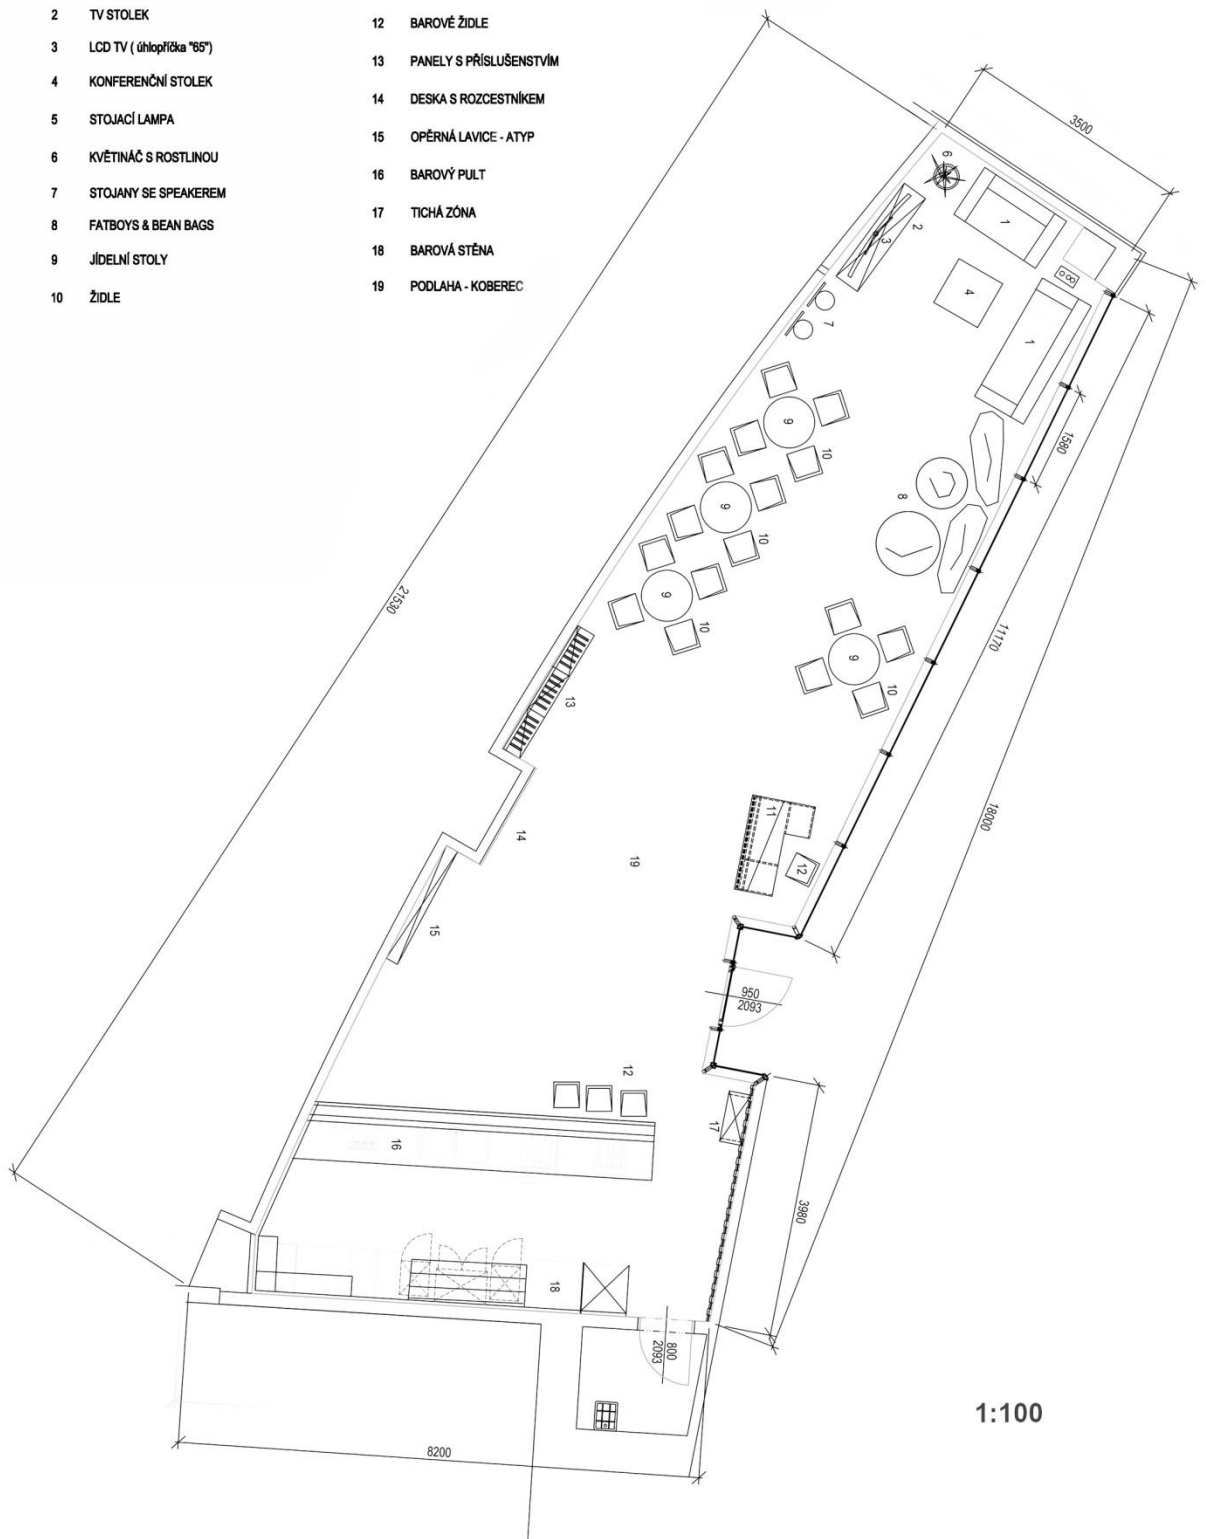 2 TV STOLEK
3 LCD TV ( úhlopříčka "65")
4 KONFERENČNÍ STOLEK
5 STOJACÍ LAMPA
6 KVĚTINÁČ S ROSTLINOU
7 STOJANY SE SPEAKEREM
8 FATBOYS & BEAN BAGS
9 JÍDELNÍ STOLY
10 ŽIDLE
12 BAROVÉ ŽIDLE
13 PANELY S PŘÍSLUŠENSTVÍM
14 DESKA S ROZCESTNÍKEM
15 OPĚRNÁ LAVICE - ATYP
16 BAROVÝ PULT
17 TICHÁ ZÓNA
18 BAROVÁ STĚNA
19 PODLAHA - KOBEREC
3500
6
1
2
3
4
1
7
9
10
1580
9
8
10
9
10
21530
11170
9
10
13
18000
11
14
12
19
15
950
2093
12
17
16
3980
18
800
2093
1:100
8200